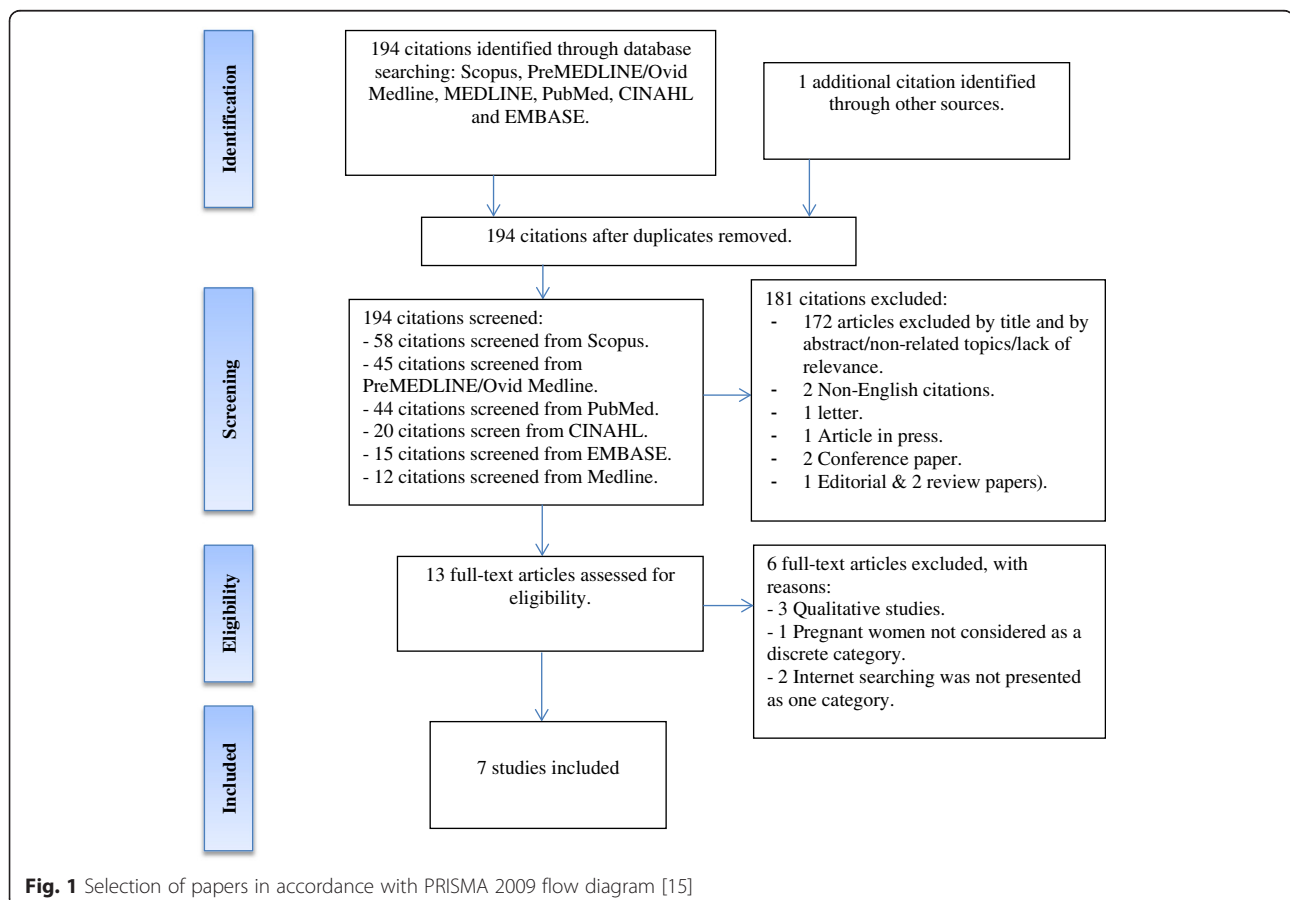 Identification
194 citations identified through database
searching: Scopus, PreMEDLINE/Ovid
Medline, MEDLINE, PubMed, CINAHL
and EMBASE.
1 additional citation identified
through other sources.
194 citations after duplicates removed.
Screening
194 citations screened:
- 58 citations screened from Scopus.
- 45 citations screened from
PreMEDLINE/Ovid Medline.
- 44 citations screened from PubMed.
- 20 citations screen from CINAHL.
- 15 citations screened from EMBASE.
- 12 citations screened from Medline.
181 citations excluded:
- 172 articles excluded by title and by
abstract/non-related topics/lack of
relevance.
- 2 Non-English citations.
- 1 letter.
- 1 Article in press.
- 2 Conference paper.
- 1 Editorial & 2 review papers).
Eligibility
13 full-text articles assessed for
eligibility.
6 full-text articles excluded, with
reasons:
- 3 Qualitative studies.
- 1 Pregnant women not considered as a
discrete category.
- 2 Internet searching was not presented
as one category.
Included
7 studies included
Fig. 1 Selection of papers in accordance with PRISMA 2009 flow diagram [15]